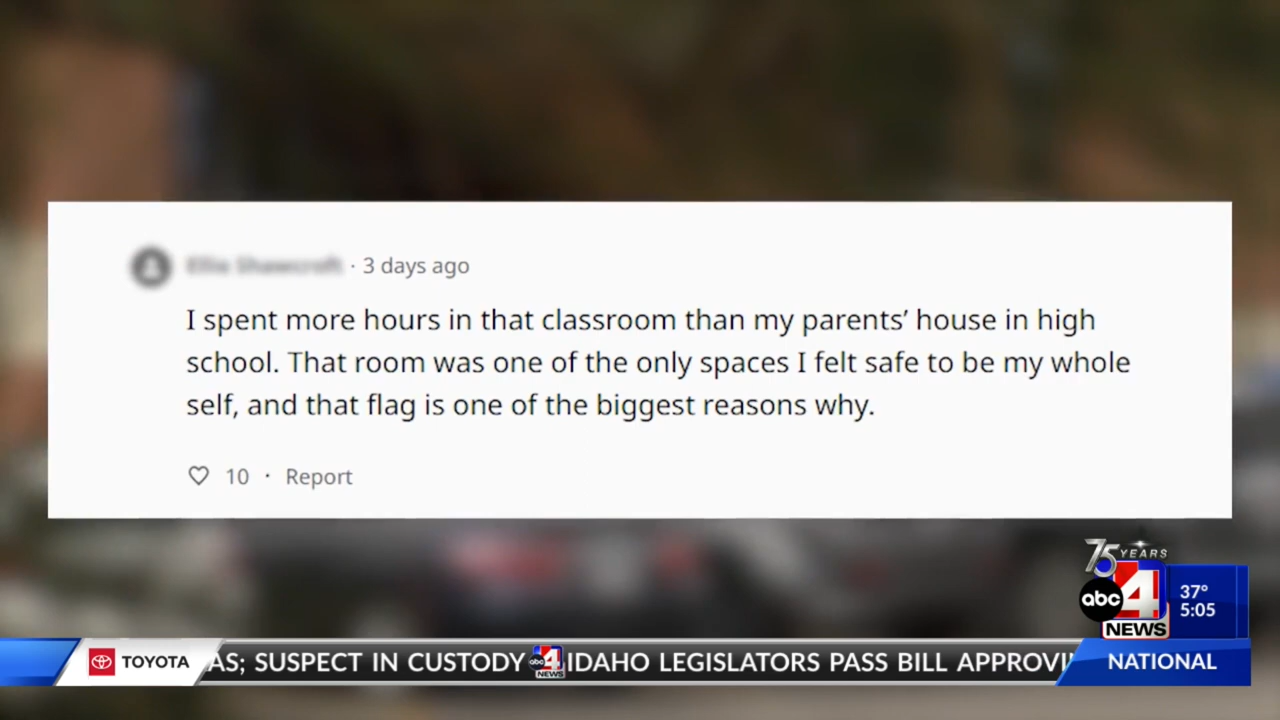 · 3 days ago
I spent more hours in that classroom than my parents’ house in high
school. That room was one of the only spaces I felt safe to be my whole
self, and that flag is one of the biggest reasons why.
10 · Report
75 YEARS
abc 4
NEWS
37°
5:05
TOYOTA AS; SUSPECT IN CUSTODY abc 4 NEWS IDAHO LEGISLATORS PASS BILL APPROVI NATIONAL